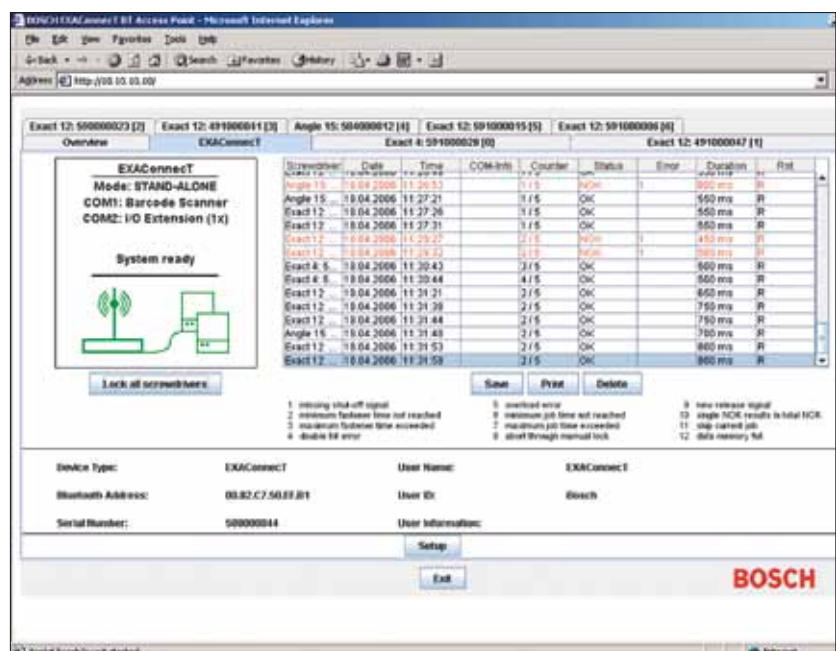 BOSCH EXAConnecT BT Access Point - Microsoft Internet Explorer
File Edit View Favorites Tools Help
Back Search Favorites History
Address http://
Exact 12: 500000023 [2] Exact 12: 491000041 [3] Angle 15: 504000012 [4] Exact 12: 591000015 [5] Exact 12: 591000006 [6]
Overview EXAConnecT Exact 4: 591000028 [0] Exact 12: 491000047 [1]
EXAConnecT
Mode: STAND-ALONE
COM1: Barcode Scanner
COM2: I/O Extension (1x)
System ready
Screwdriver Date Time COM-Info Counter Status Error Duration Rot.
Angle 15 ... 18.04.2006 11:26:53 1 / 5 NOK 1 800 ms R
Angle 15 ... 18.04.2006 11:27:21 1 / 5 OK 550 ms R
Exact 12 ... 18.04.2006 11:27:26 1 / 5 OK 550 ms R
Exact 12 ... 18.04.2006 11:27:31 1 / 5 OK 550 ms R
Exact 12 ... 18.04.2006 11:29:27 2 / 5 NOK 1 450 ms R
Exact 12 ... 18.04.2006 2 / 5 NOK 1 R
Exact 4: 5... 18.04.2006 11:30:43 3 / 5 OK 500 ms R
Exact 4: 5... 18.04.2006 11:30:44 4 / 5 OK 500 ms R
Exact 12 ... 18.04.2006 11:31:21 2 / 5 OK 650 ms R
Exact 12 ... 18.04.2006 11:31:38 2 / 5 OK 750 ms R
Exact 12 ... 18.04.2006 11:31:44 2 / 5 OK 750 ms R
Angle 15 ... 18.04.2006 11:31:48 2 / 5 OK 700 ms R
Exact 12 ... 18.04.2006 11:31:53 2 / 5 OK 800 ms R
Exact 12 ... 18.04.2006 11:31:59 2 / 5 OK 860 ms R
Lock all screwdrivers Save Print Delete
1 missing shut-off signal 5 overload error 9 new release signal
2 minimum fastener time not reached 6 minimum job time not reached 10 single NOK results in total NOK
3 maximum fastener time exceeded 7 maximum job time exceeded 11 skip current job
4 double hit error 8 abort through manual lock 12 data memory full
Device Type: EXAConnecT User Name: EXAConnecT
Bluetooth Address: 00.82.C7.50.FF.B1 User ID: Bosch
Serial Number: 500000044 User Information:
Setup
Exit
BOSCH
Internet